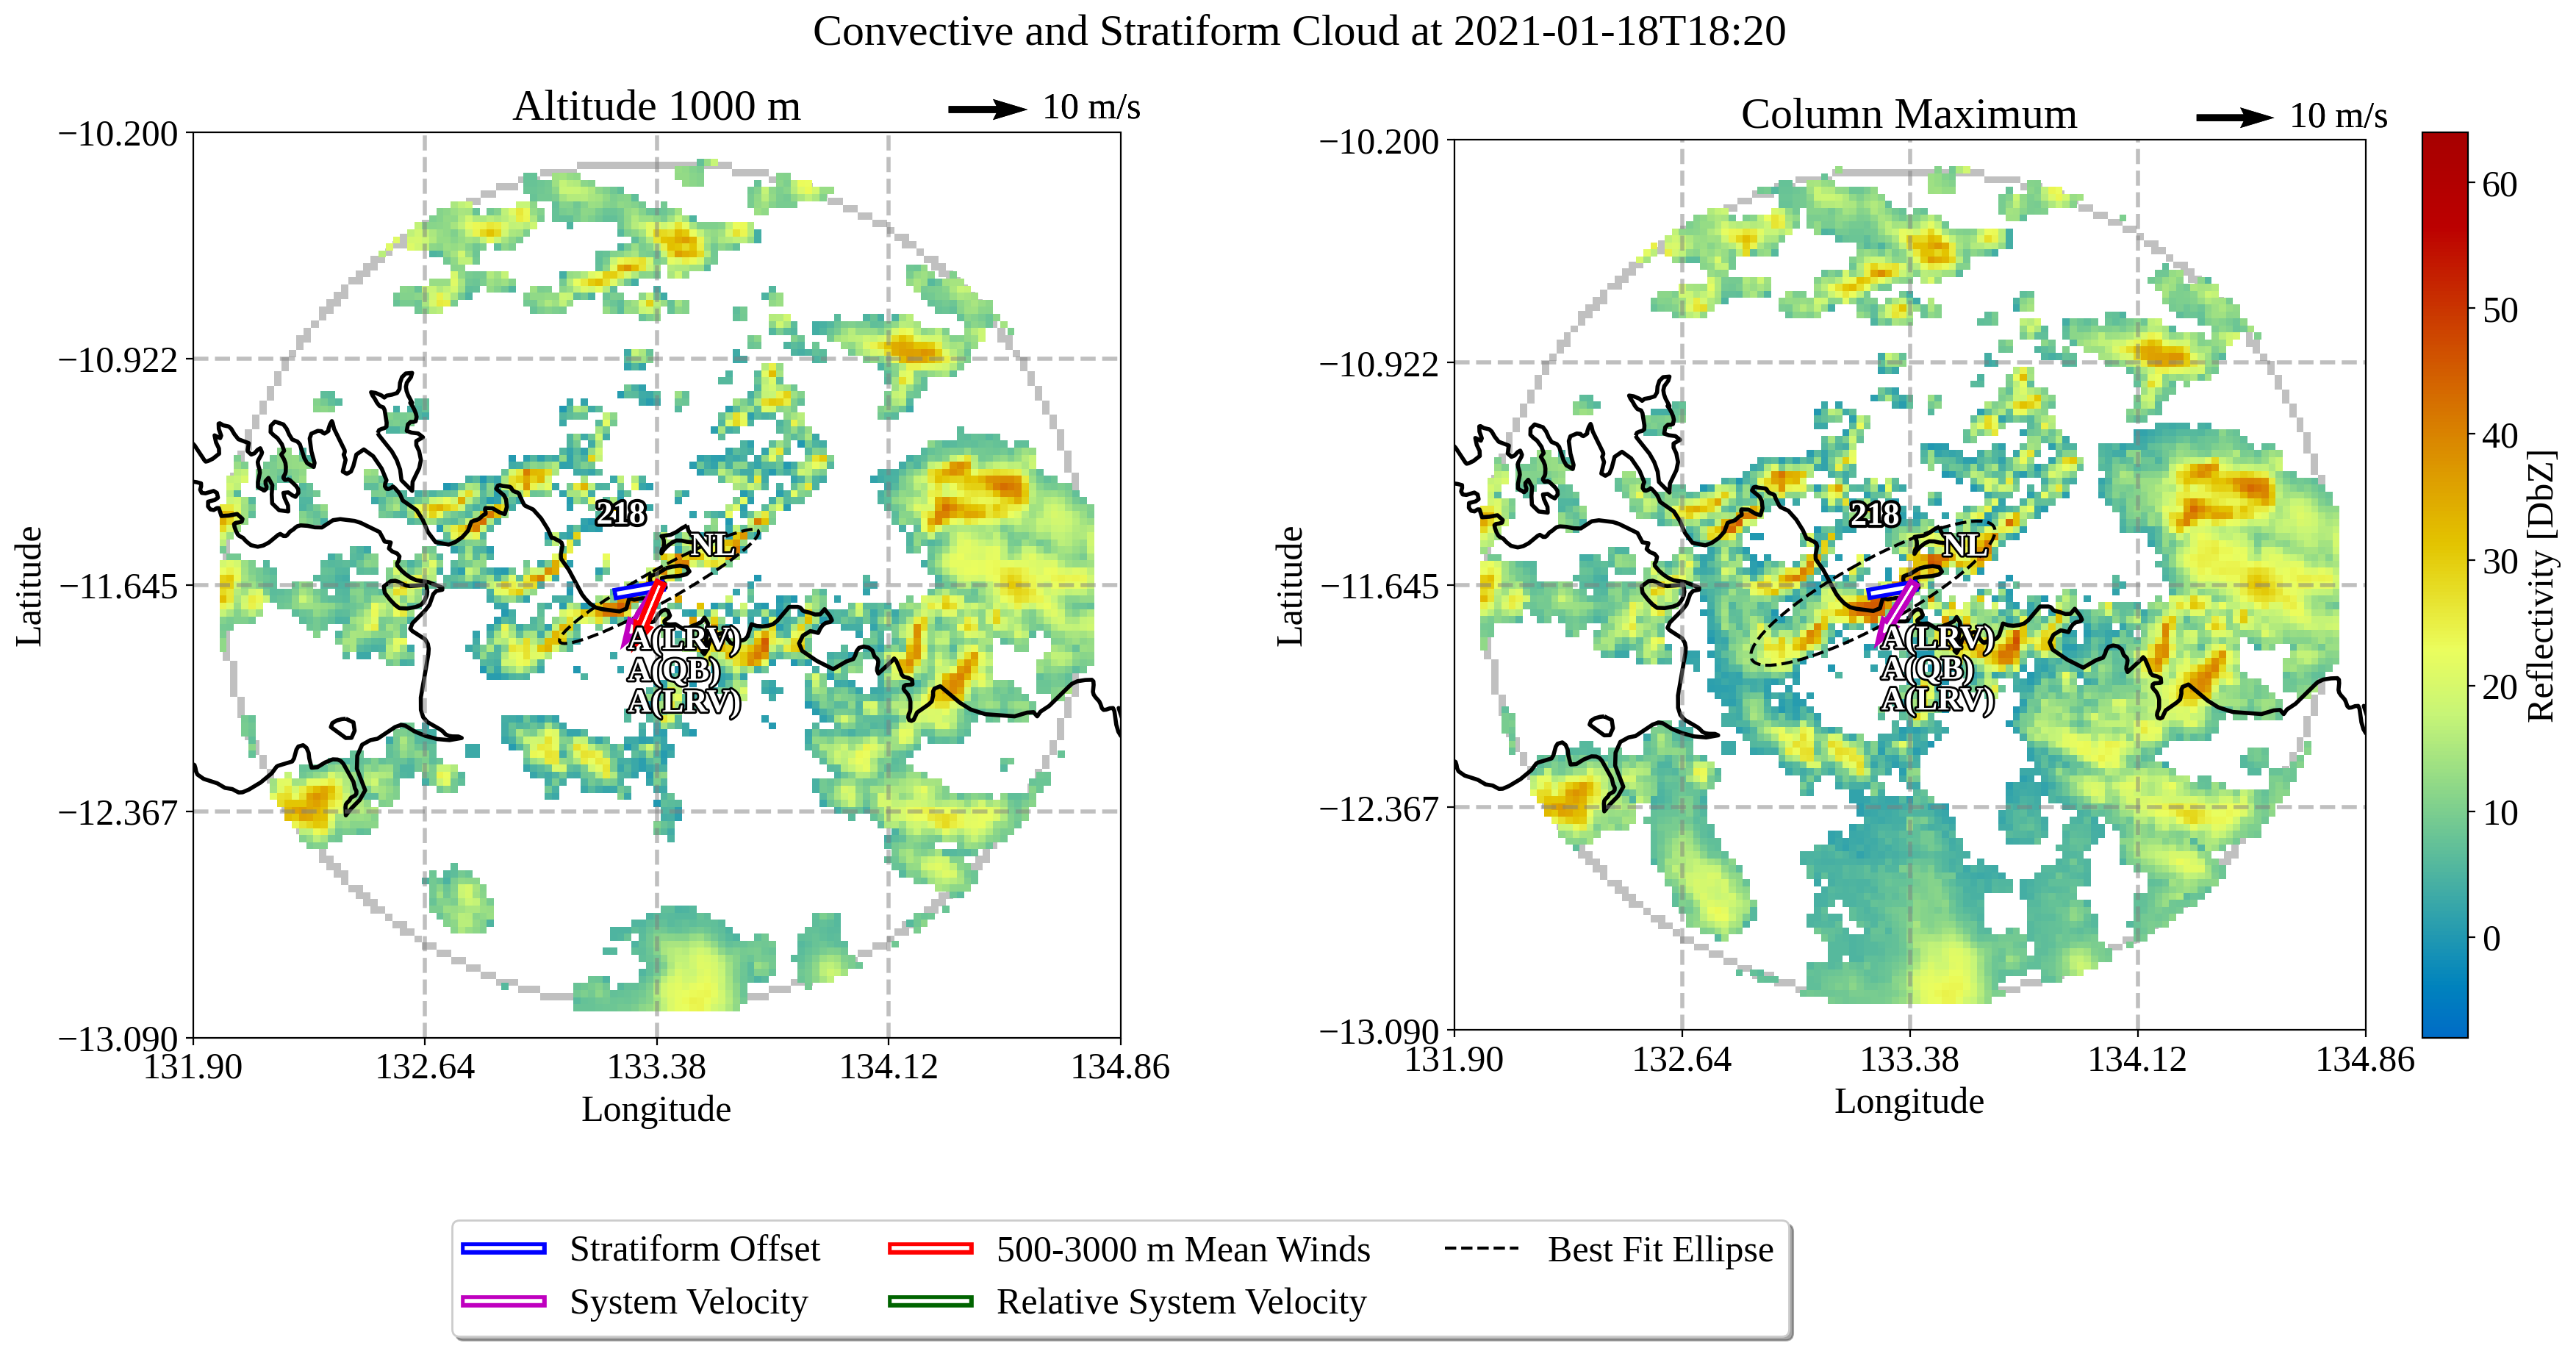 Convective and Stratiform Cloud at 2021-01-18T18:20
Altitude 1000 m
10 m/s
−10.200
−10.922
−11.645
−12.367
−13.090
131.90
132.64
133.38
134.12
134.86
Latitude
Longitude
218
NL
A(LRV)
A(QB)
A(LRV)
Column Maximum
10 m/s
−10.200
−10.922
−11.645
−12.367
−13.090
131.90
132.64
133.38
134.12
134.86
Latitude
Longitude
218
NL
A(LRV)
A(QB)
A(LRV)
60
50
40
30
20
10
0
Reflectivity [DbZ]
Stratiform Offset
System Velocity
500-3000 m Mean Winds
Relative System Velocity
Best Fit Ellipse